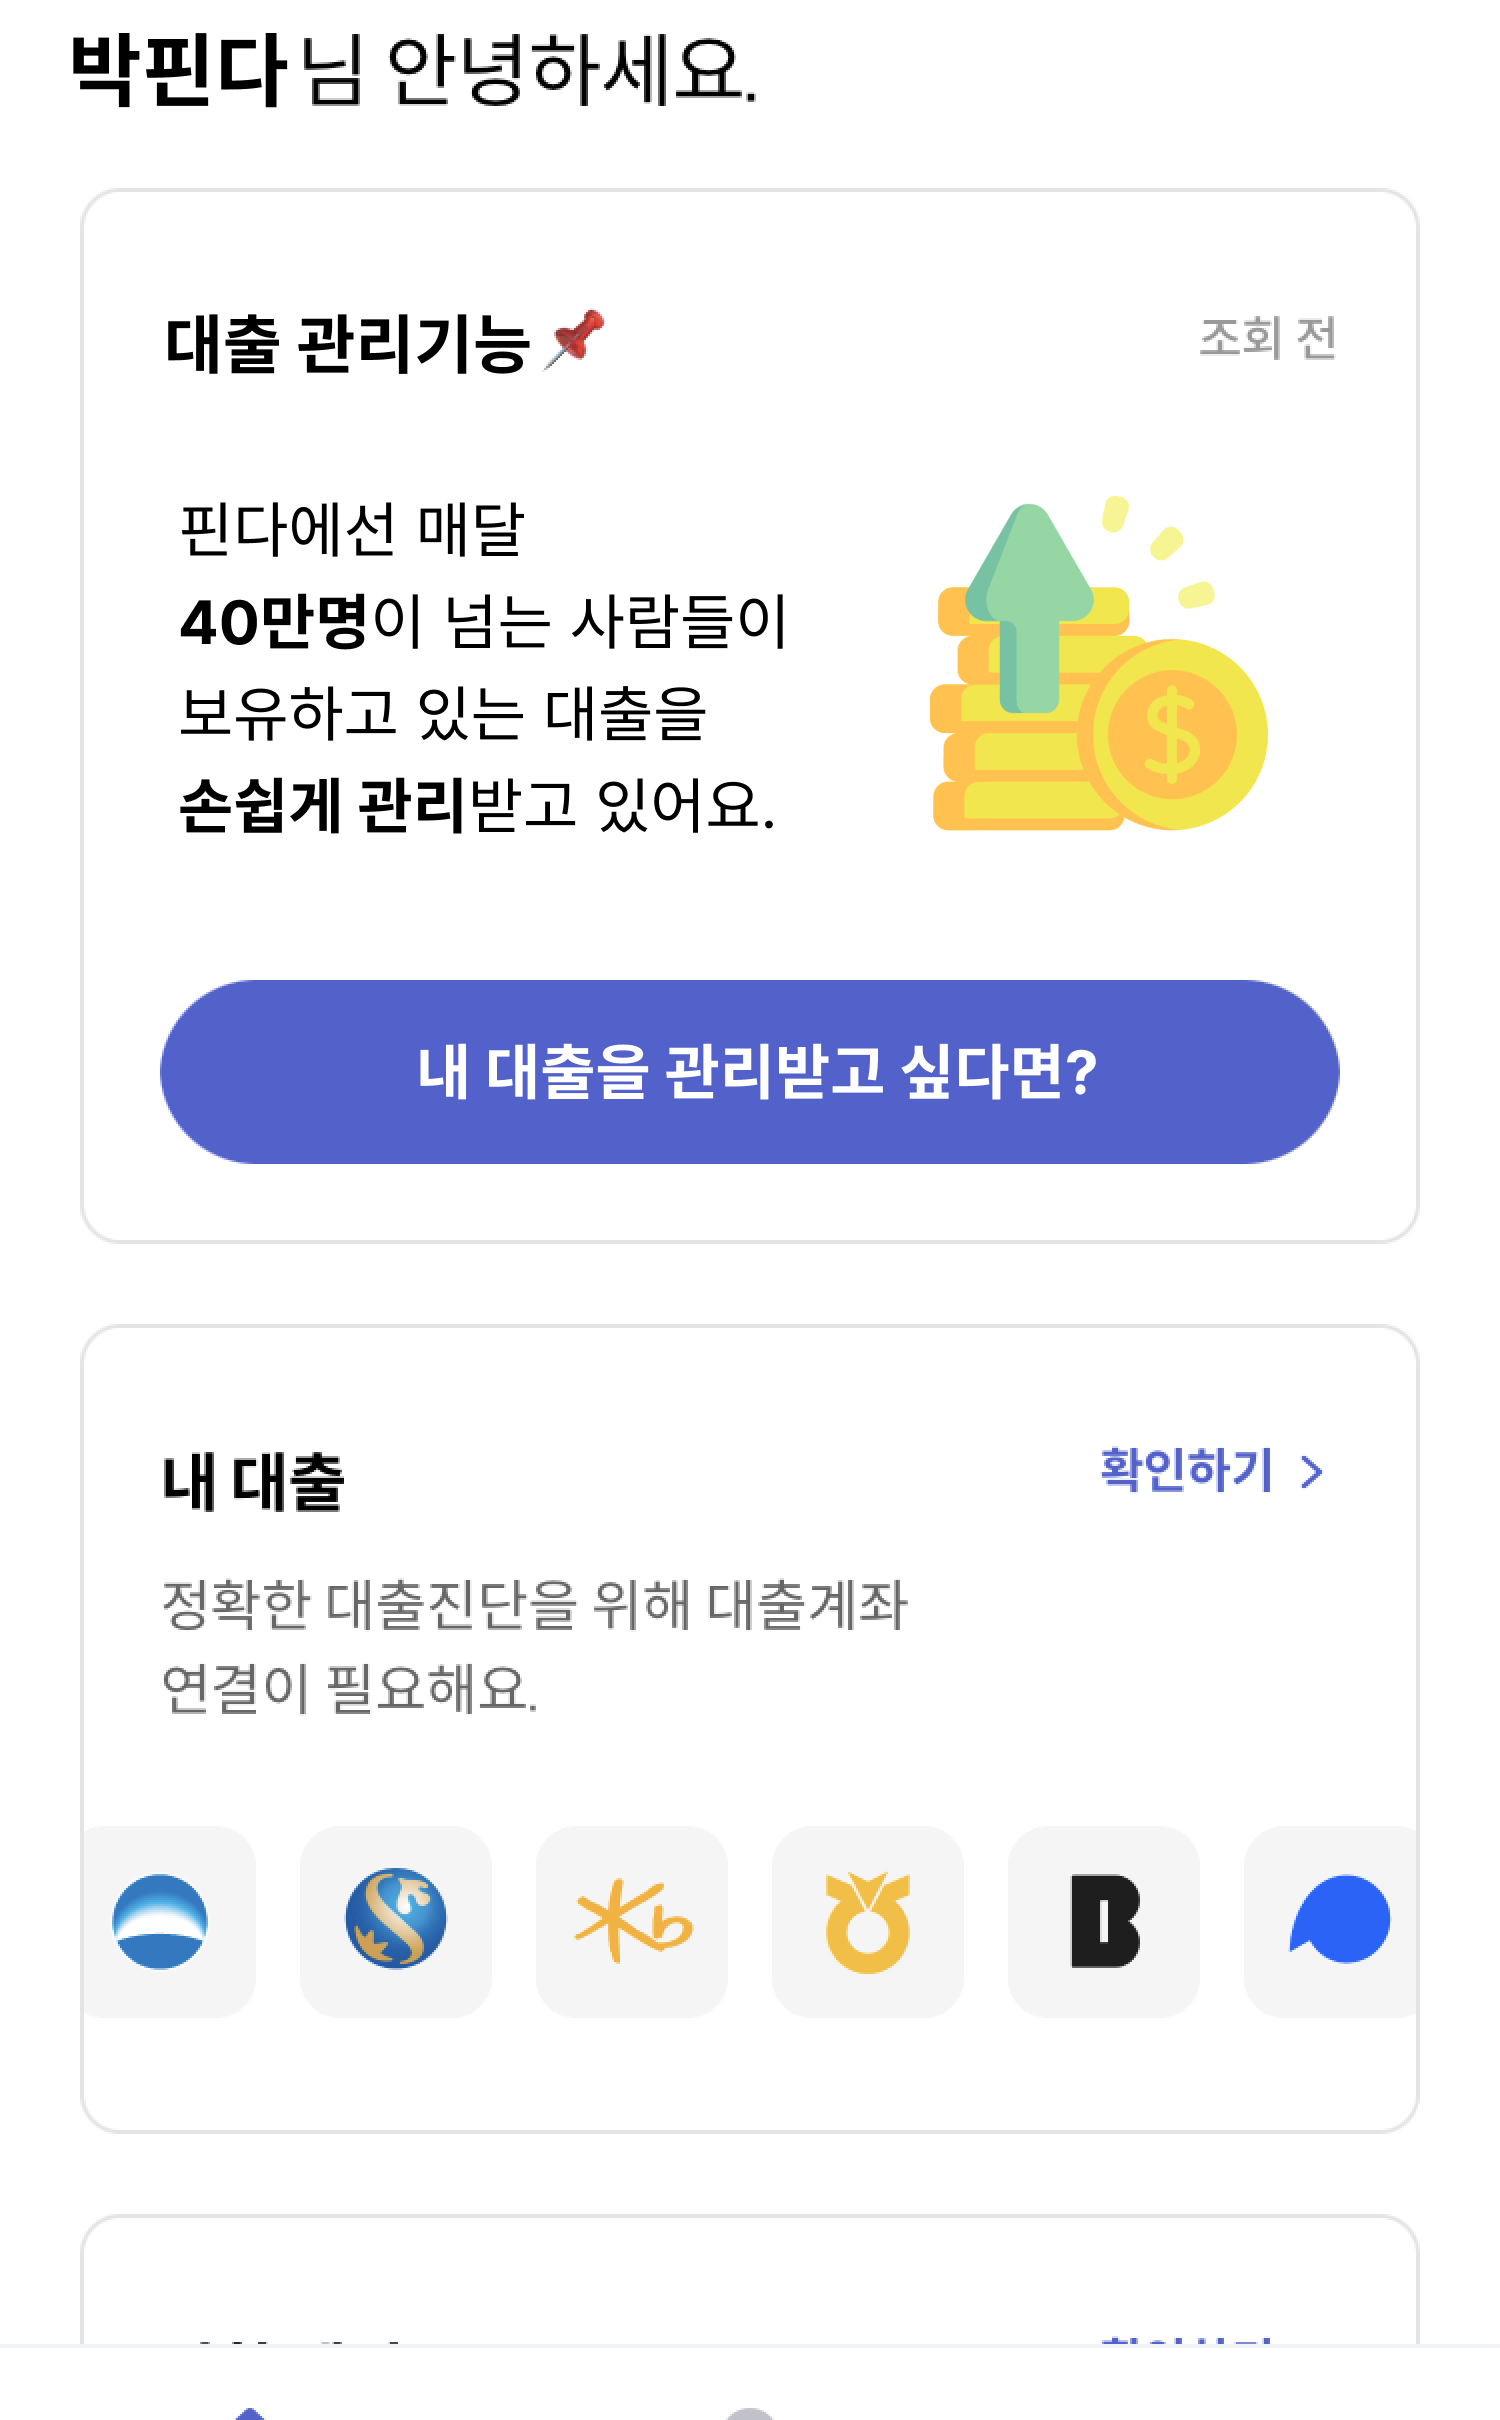 박핀다님 안녕하세요.
대출 관리기능
조회 전
핀다에선 매달
40만명이 넘는 사람들이
보유하고 있는 대출을
손쉽게 관리받고 있어요.
내 대출을 관리받고 싶다면?
내 대출
확인하기
정확한 대출진단을 위해 대출계좌
연결이 필요해요.